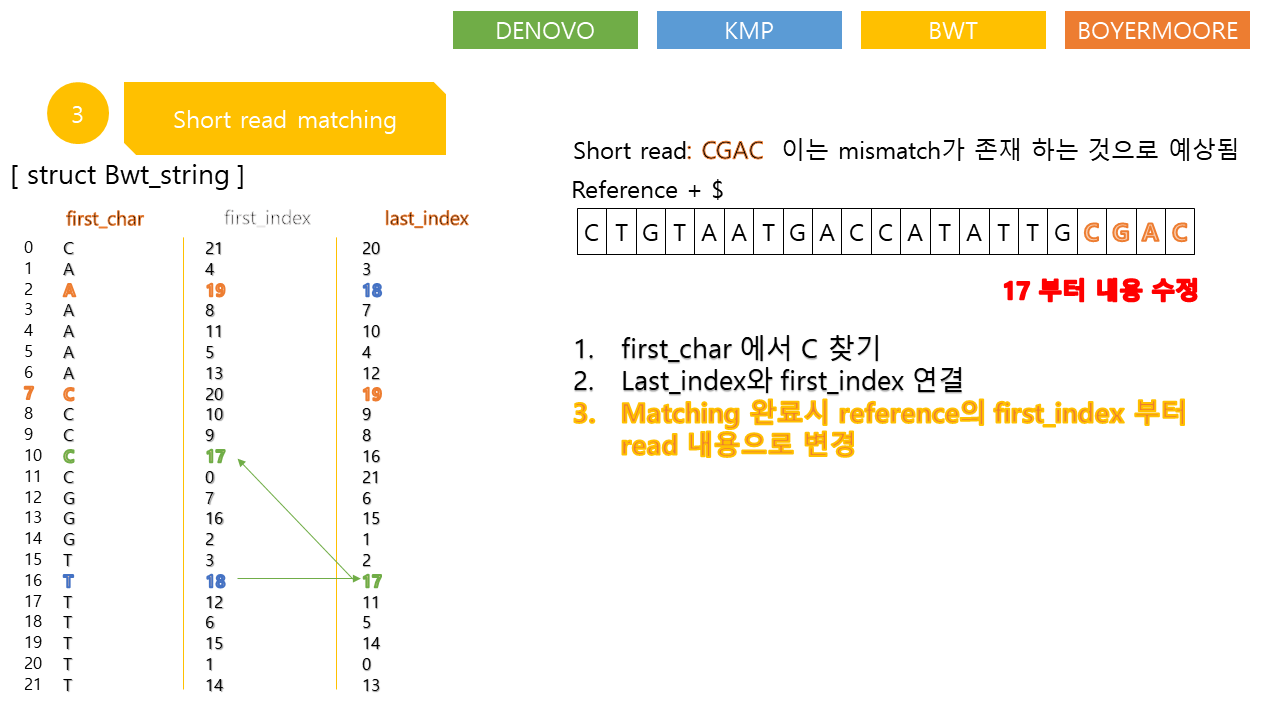 DENOVO KMP BWT BOYERMOORE
3 Short read matching
[ struct Bwt_string ]
first_char first_index last_index
0 C 21 20
1 A 4 3
2 A 19 18
3 A 8 7
4 A 11 10
5 A 5 4
6 A 13 12
7 C 20 19
8 C 10 9
9 C 9 8
10 C 17 16
11 C 0 21
12 G 7 6
13 G 16 15
14 G 2 1
15 T 3 2
16 T 18 17
17 T 12 11
18 T 6 5
19 T 15 14
20 T 1 0
21 T 14 13
Short read: CGAC 이는 mismatch가 존재 하는 것으로 예상됨
Reference + $
C T G T A A T G A C C A T A T T G C G A C
17 부터 내용 수정
1. first_char 에서 C 찾기
2. Last_index와 first_index 연결
3. Matching 완료시 reference의 first_index 부터
read 내용으로 변경